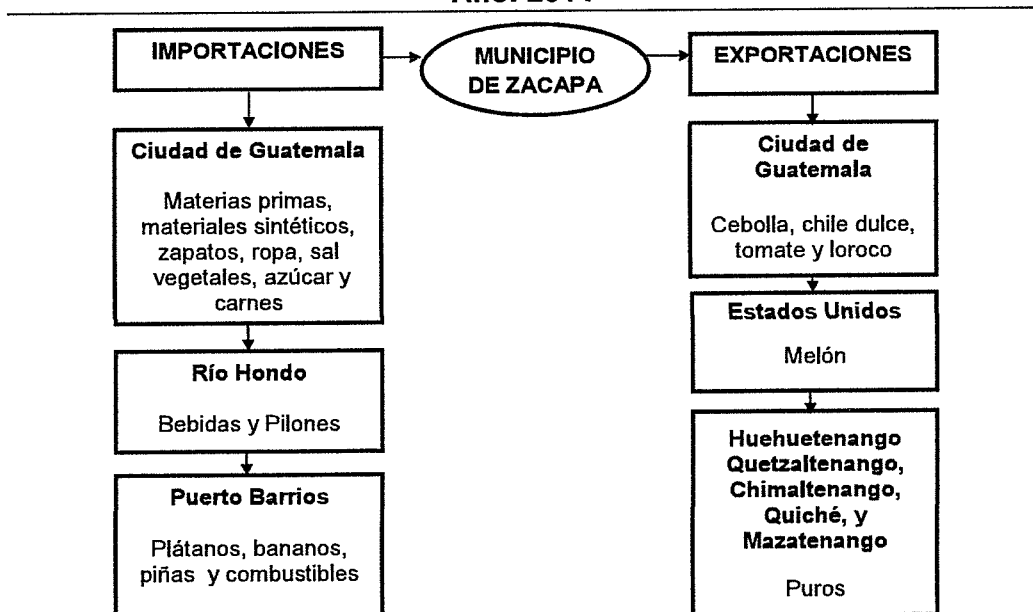 IMPORTACIONES
MUNICIPIO
DE ZACAPA
EXPORTACIONES
Ciudad de Guatemala
Materias primas,
materiales sintéticos,
zapatos, ropa, sal
vegetales, azúcar y
carnes
Río Hondo
Bebidas y Pilones
Puerto Barrios
Plátanos, bananos,
piñas y combustibles
Ciudad de
Guatemala
Cebolla, chile dulce,
tomate y loroco
Estados Unidos
Melón
Huehuetenango
Quetzaltenango,
Chimaltenango,
Quiché, y
Mazatenango
Puros